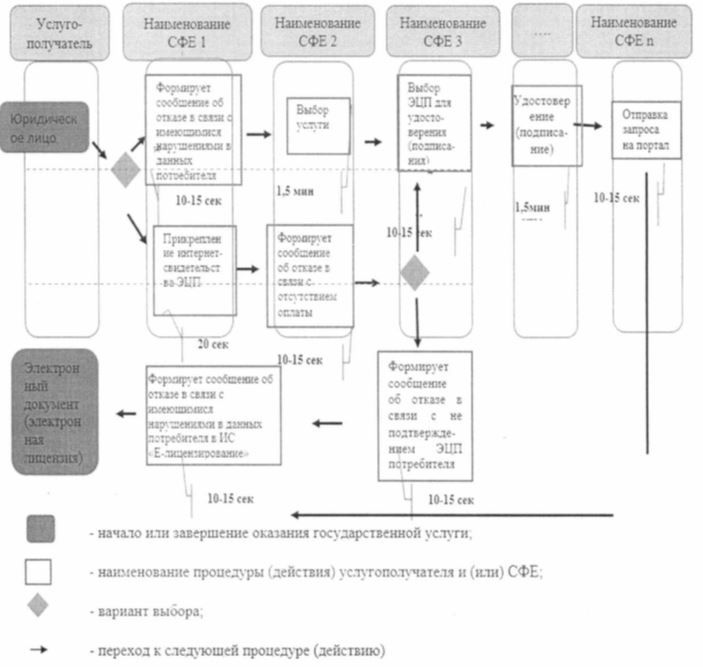 Услуго-
получатель
Наименование
СФЕ 1
Наименование
СФЕ 2
Наименование
СФЕ 3
....
Наименование
СФЕ n
Юридическ
ое лицо
Формирует
сообщение об
отказе в связи с
имеющимися
нарушениями в
данных
потребителя
10-15 сек
Выбор
услуги
1,5 мин
Выбор
ЭЦП для
удосто-
верения
(подписа-
ния)
10-15 сек
Удостовер
ение
(подписа-
ние)
1,5мин
Отправка
запроса
на портал
10-15 сек
Прикреплен
ие интернет-
свидетельст
ва ЭЦП
20 сек
Формирует
сообщение об
отказе в
связи с
отсутствием
оплаты
10-15 сек
Электрон
ный
документ
(электрон
ная
лицензия)
Формирует сообщение об
отказе в связи с
имеющимися
нарушениями в данных
потребителя в ИС
«Е-лицензирование»
10-15 сек
Формирует
сообщение
об отказе в
связи с не
подтвержде-
нием ЭЦП
потребителя
10-15 сек
- начало или завершение оказания государственной услуги;
- наименование процедуры (действия) услугополучателя и (или) СФЕ;
- вариант выбора;
- переход к следующей процедуре (действию)